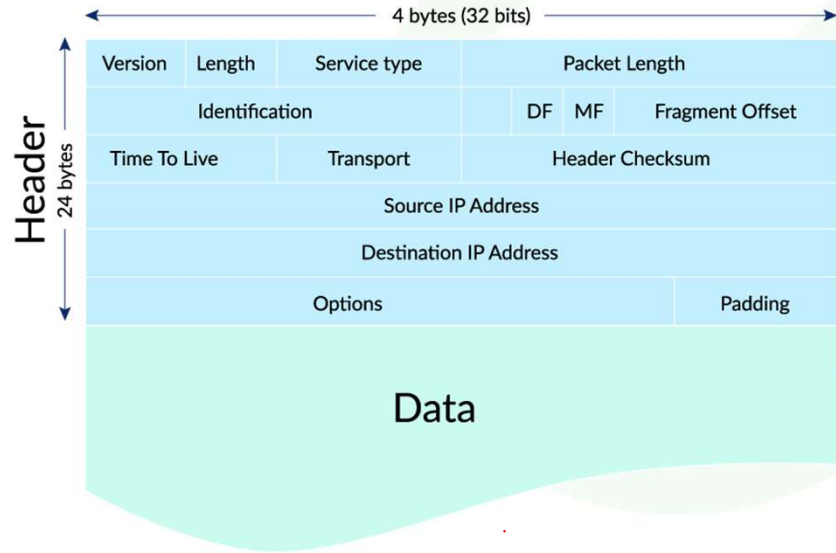 4 bytes (32 bits)
Version Length Service type Packet Length
Identification DF MF Fragment Offset
Time To Live Transport Header Checksum
Source IP Address
Destination IP Address
Options Padding
Header
24 bytes
Data